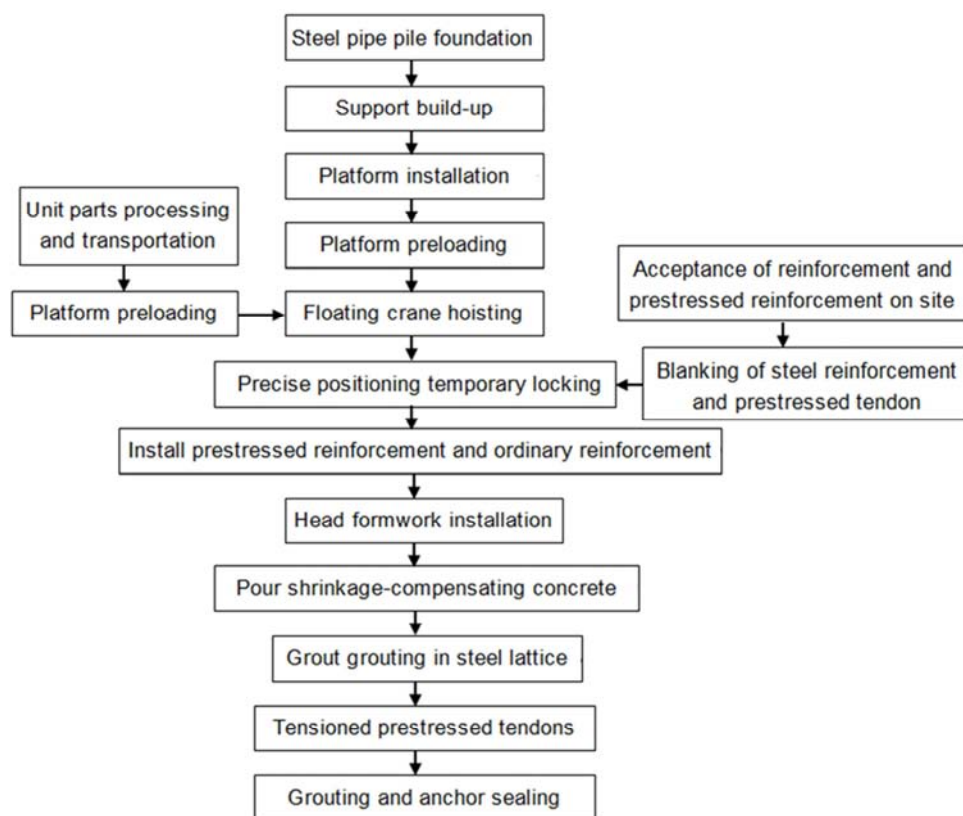 Steel pipe pile foundation
Support build-up
Platform installation
Unit parts processing
and transportation
Platform preloading
Acceptance of reinforcement and
prestressed reinforcement on site
Platform preloading
Floating crane hoisting
Precise positioning temporary locking
Blanking of steel reinforcement
and prestressed tendon
Install prestressed reinforcement and ordinary reinforcement
Head formwork installation
Pour shrinkage-compensating concrete
Grout grouting in steel lattice
Tensioned prestressed tendons
Grouting and anchor sealing